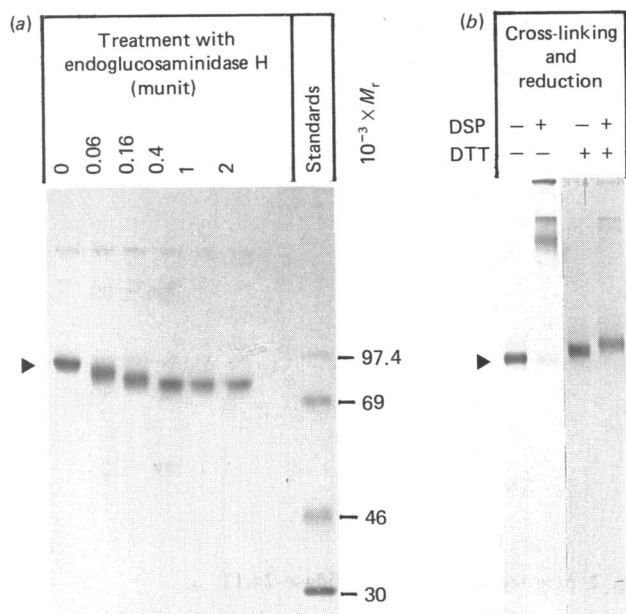 (a)
Treatment with
endoglucosaminidase H
(munit)
0 0.06 0.16 0.4 1 2
Standards
10⁻³ × Mᵣ
97.4
69
46
30
(b)
Cross-linking
and
reduction
DSP − + − +
DTT − − + +